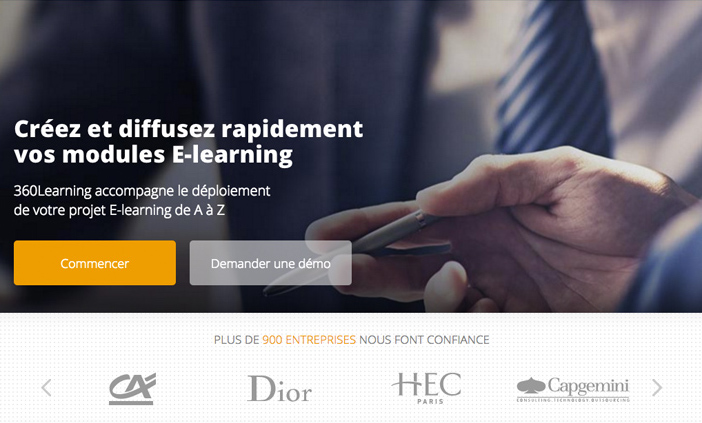 Créez et diffusez rapidement
vos modules E-learning
360Learning accompagne le déploiement
de votre projet E-learning de A à Z
Commencer
Demander une démo
PLUS DE 900 ENTREPRISES NOUS FONT CONFIANCE
CA
Dior
HEC
PARIS
Capgemini
CONSULTING.TECHNOLOGY.OUTSOURCING